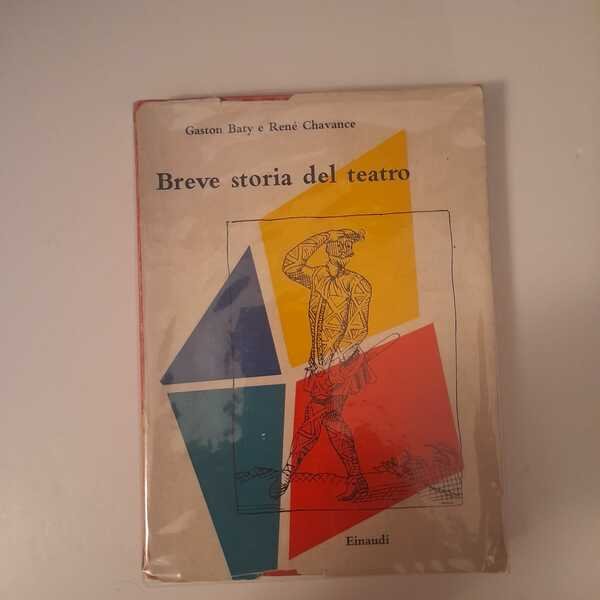 Gaston Baty e René Chavance
Breve storia del teatro
Einaudi